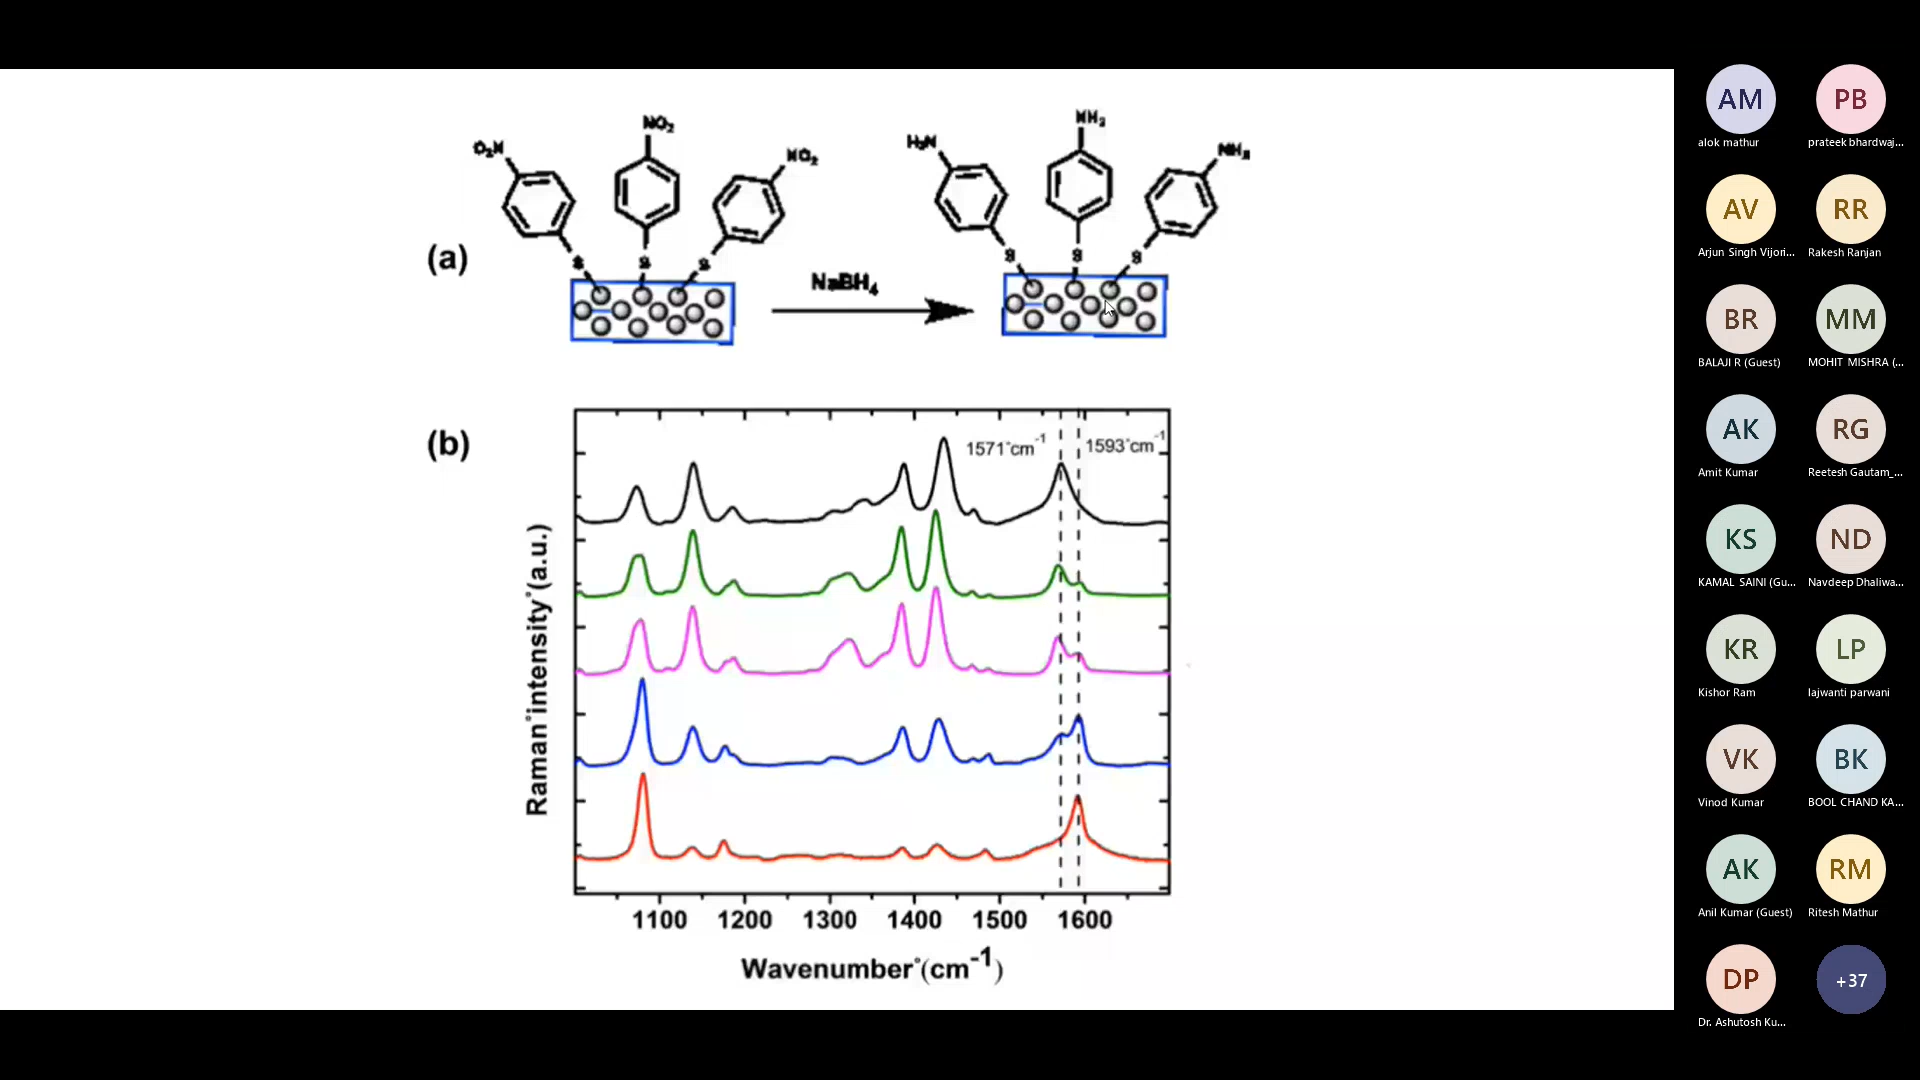 O₂N
NO₂
NO₂
S
S
S
(a)
NaBH₄
H₂N
NH₂
NH₂
S
S
S
(b)
1571°cm⁻¹
1593°cm⁻¹
Raman°intensity°(a.u.)
1100 1200 1300 1400 1500 1600
Wavenumber°(cm⁻¹)
AM PB
alok mathur prateek bhardwaj...
AV RR
Arjun Singh Vijori... Rakesh Ranjan
BR MM
BALAJI R (Guest) MOHIT MISHRA (...
AK RG
Amit Kumar Reetesh Gautam_...
KS ND
KAMAL SAINI (Gu... Navdeep Dhaliwa...
KR LP
Kishor Ram lajwanti parwani
VK BK
Vinod Kumar BOOL CHAND KA...
AK RM
Anil Kumar (Guest) Ritesh Mathur
DP +37
Dr. Ashutosh Ku...